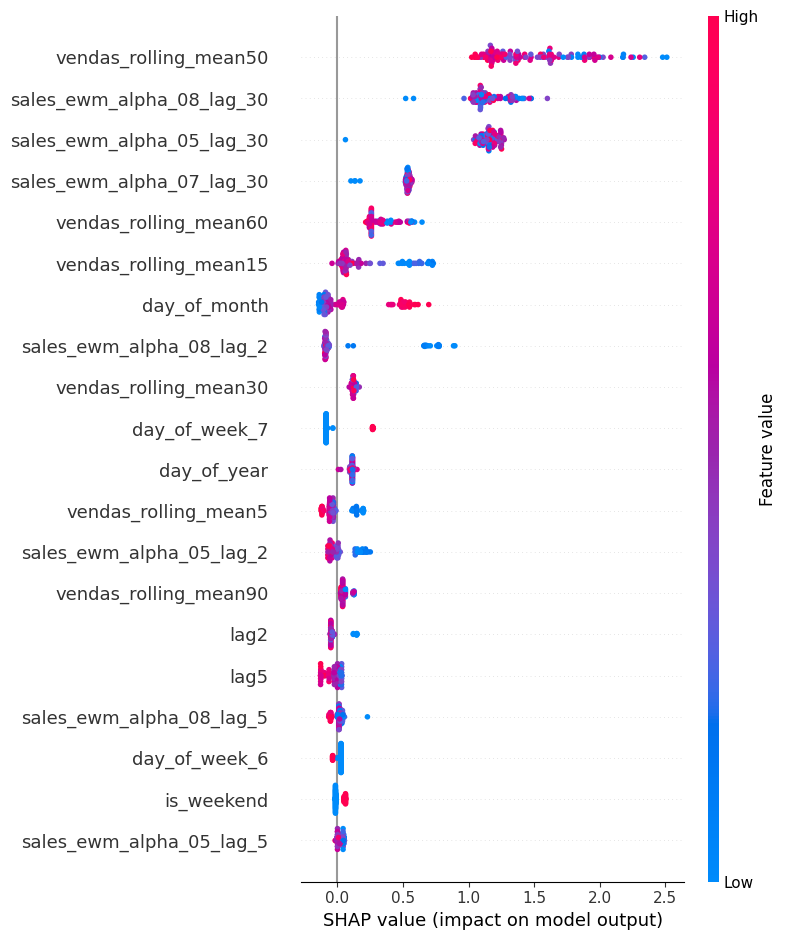 High
vendas_rolling_mean50
sales_ewm_alpha_08_lag_30
sales_ewm_alpha_05_lag_30
sales_ewm_alpha_07_lag_30
vendas_rolling_mean60
vendas_rolling_mean15
day_of_month
sales_ewm_alpha_08_lag_2
vendas_rolling_mean30
day_of_week_7
day_of_year
vendas_rolling_mean5
sales_ewm_alpha_05_lag_2
vendas_rolling_mean90
lag2
lag5
sales_ewm_alpha_08_lag_5
day_of_week_6
is_weekend
sales_ewm_alpha_05_lag_5
Feature value
Low
0.0 0.5 1.0 1.5 2.0 2.5
SHAP value (impact on model output)